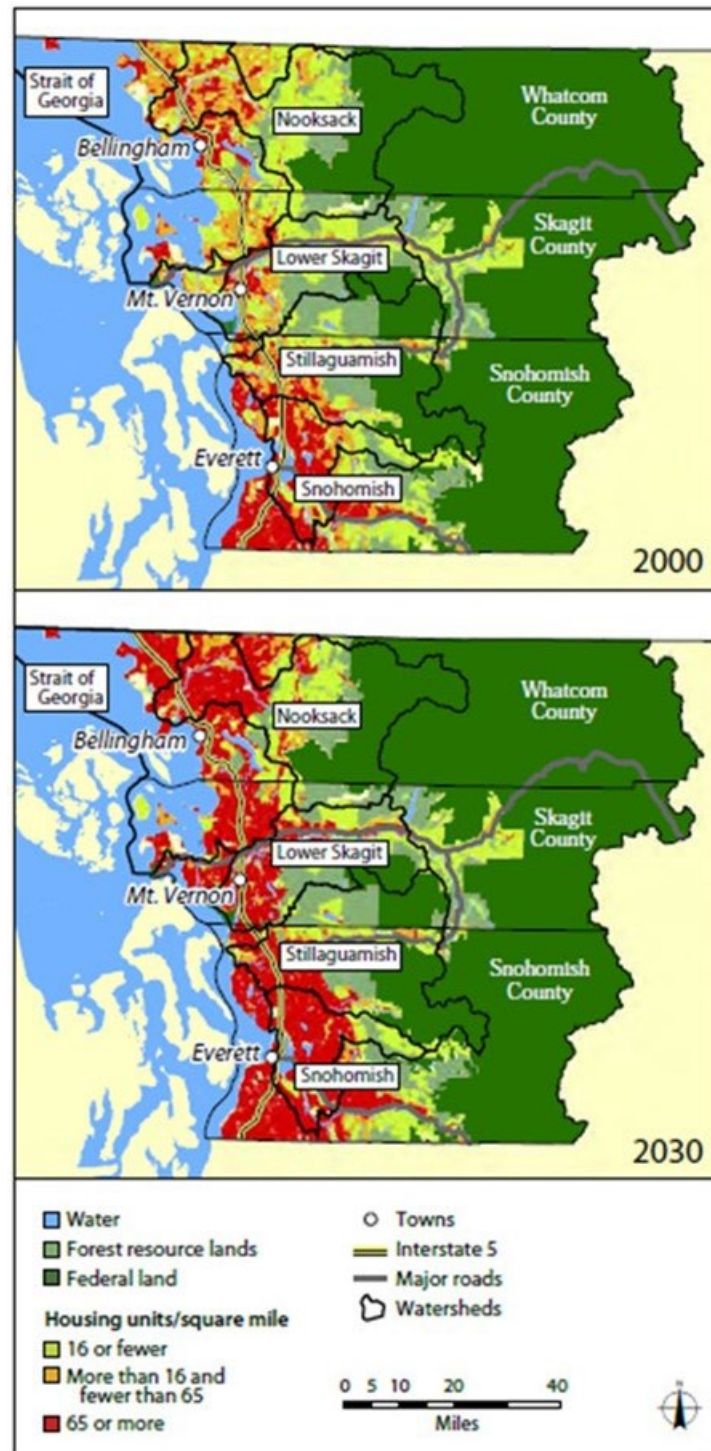 Strait of
Georgia
Whatcom
County
Nooksack
Bellingham
Skagit
County
Lower Skagit
Mt. Vernon
Stillaguamish
Snohomish
County
Everett
Snohomish
2000
Strait of
Georgia
Whatcom
County
Nooksack
Bellingham
Skagit
County
Lower Skagit
Mt. Vernon
Stillaguamish
Snohomish
County
Everett
Snohomish
2030
Water
Forest resource lands
Federal land
Housing units/square mile
16 or fewer
More than 16 and
fewer than 65
65 or more
Towns
Interstate 5
Major roads
Watersheds
0 5 10 20 40
Miles
N